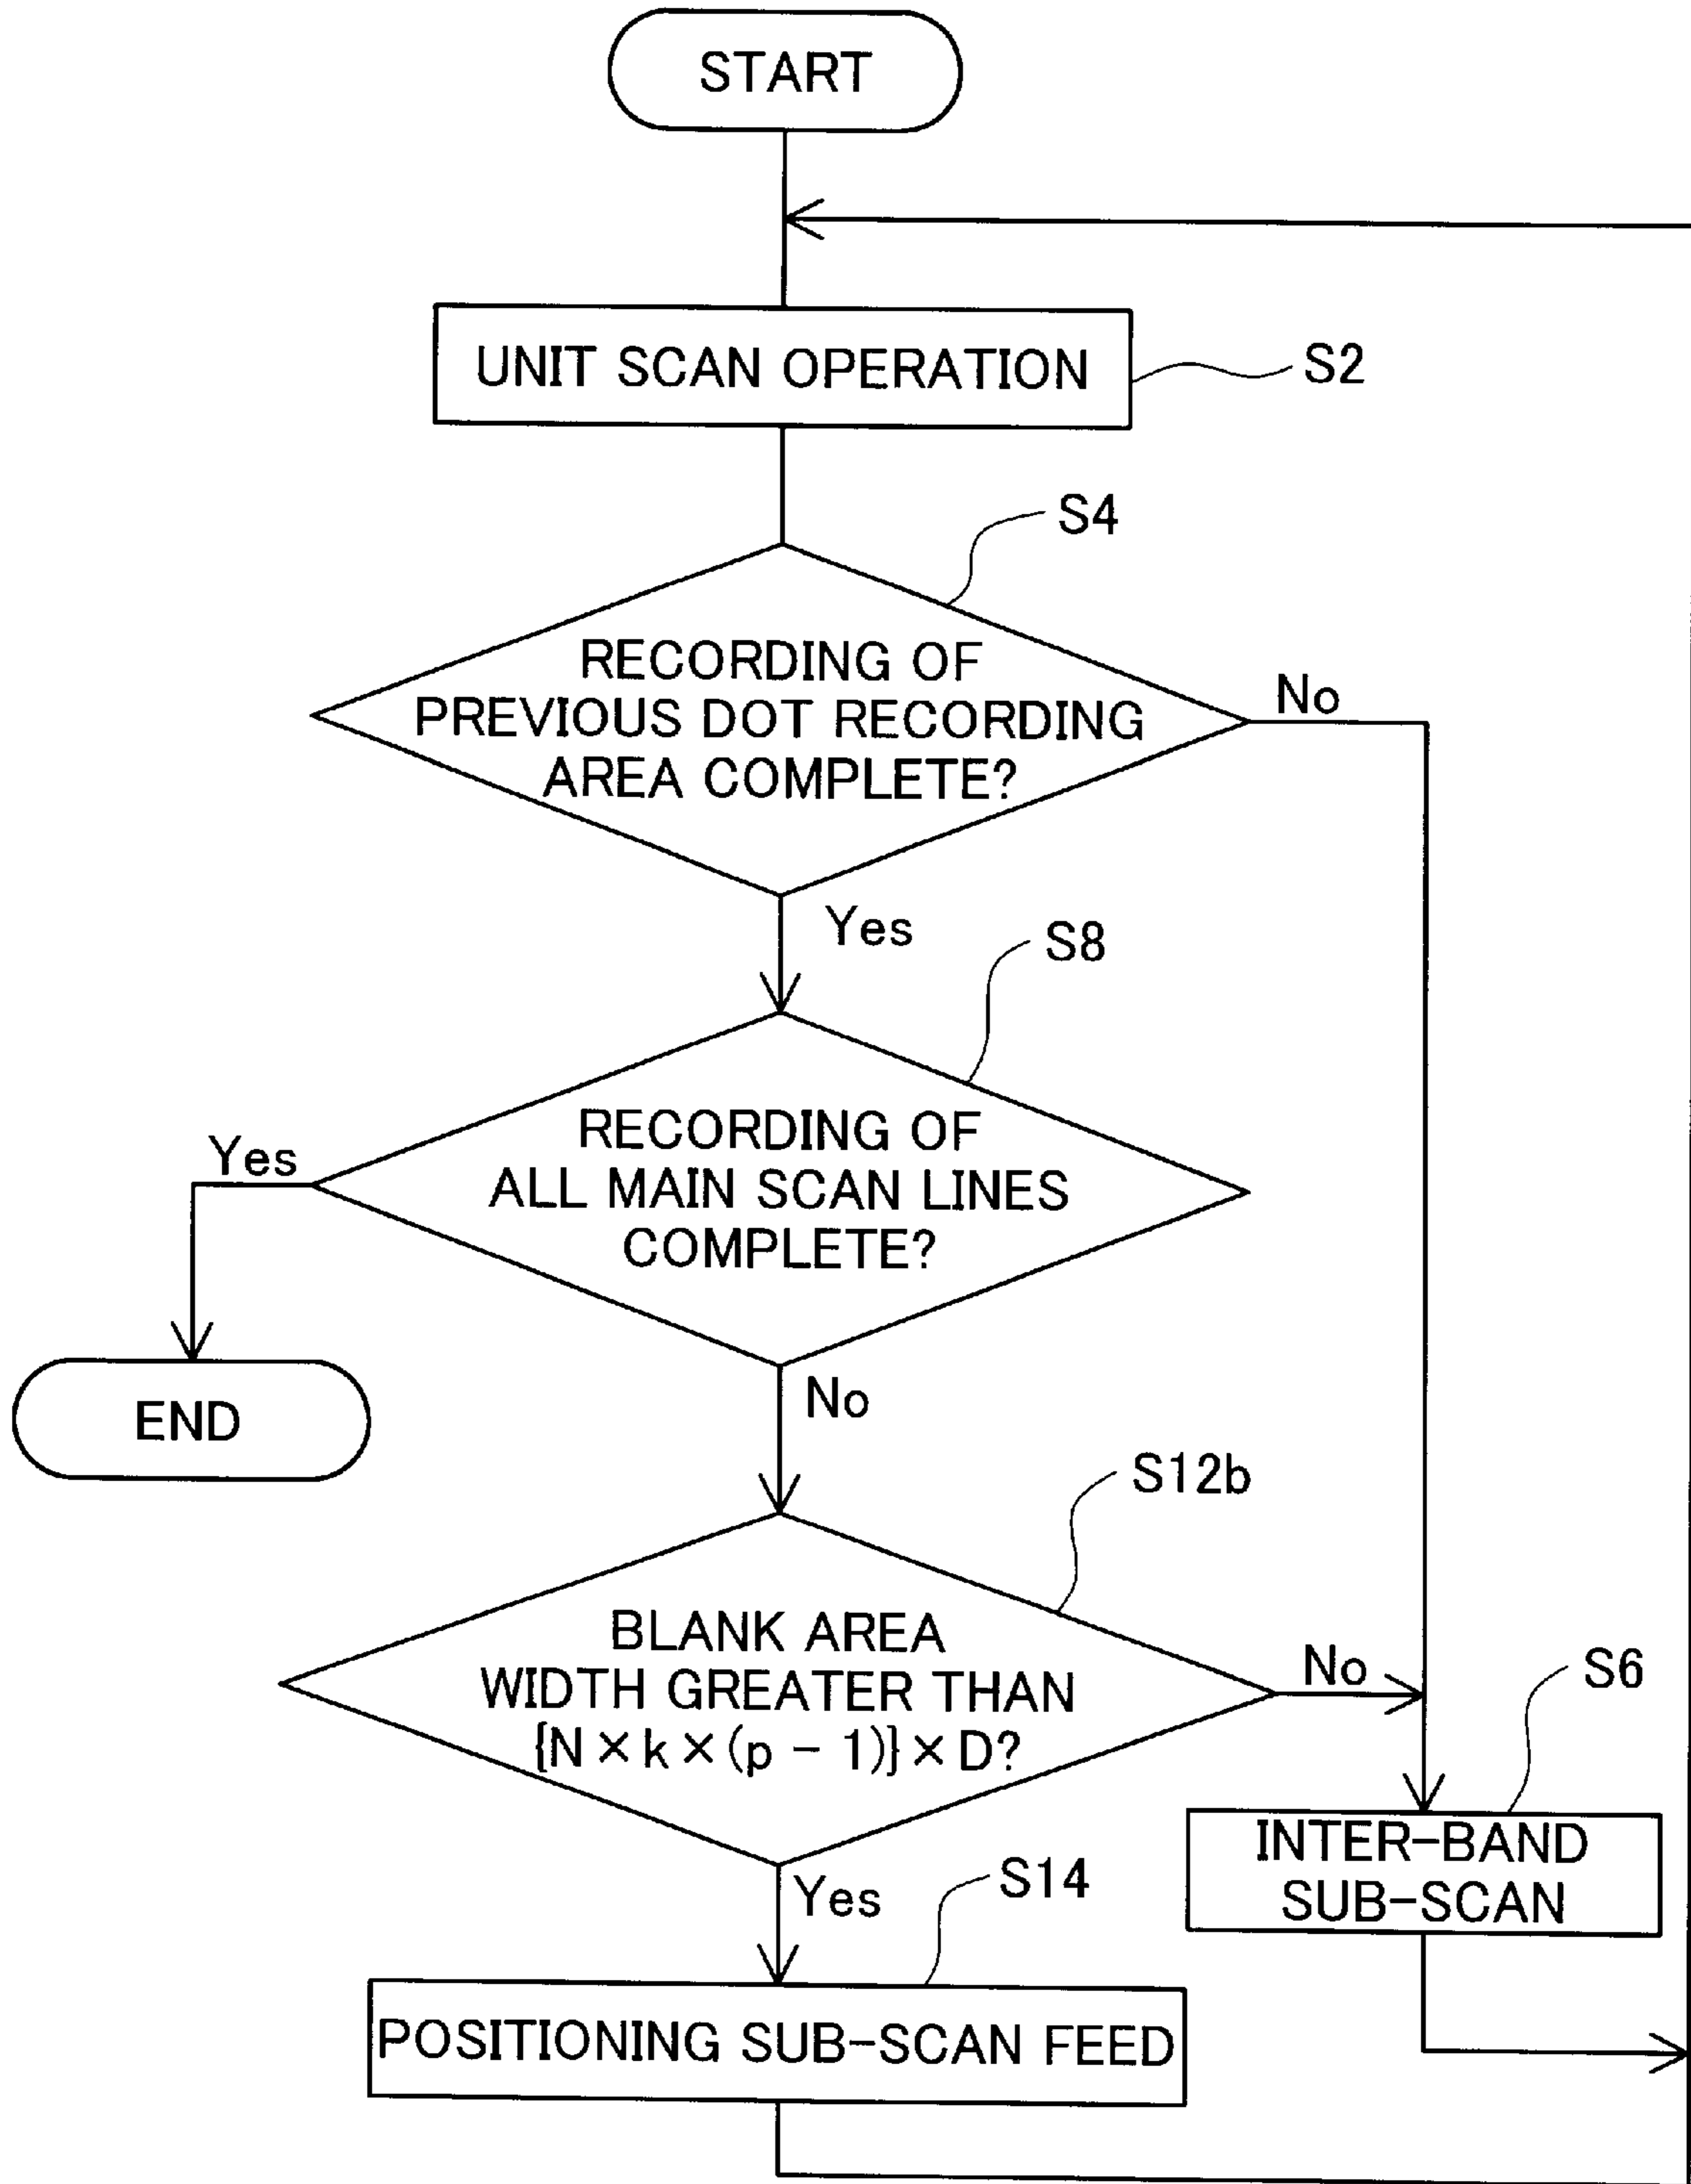 START
UNIT SCAN OPERATION
S2
S4
RECORDING OF
PREVIOUS DOT RECORDING
AREA COMPLETE?
No
Yes
S8
RECORDING OF
ALL MAIN SCAN LINES
COMPLETE?
Yes
END
No
S12b
BLANK AREA
WIDTH GREATER THAN
{N × k × (p - 1)} × D?
No
S6
INTER-BAND
SUB-SCAN
Yes
S14
POSITIONING SUB-SCAN FEED